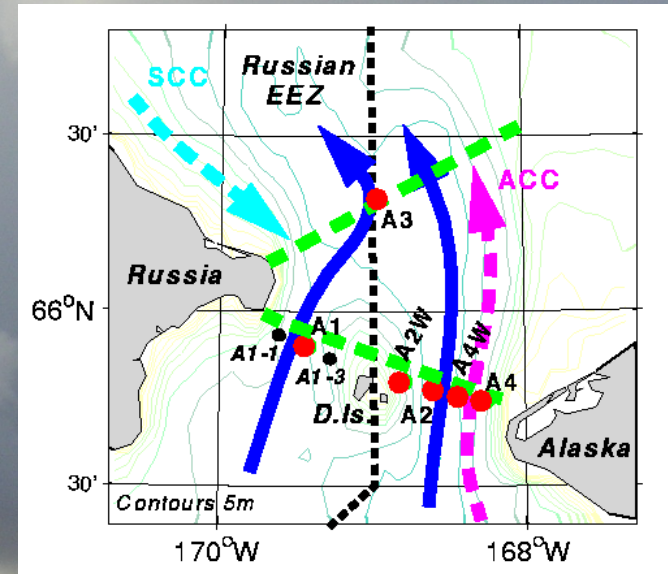 SCC
Russian
EEZ
30'
ACC
A3
Russia
66°N
A1
A2W
A4W
A1-1
A1-3
A4
D.Is.
A2
Alaska
30'
Contours 5m
170°W
168°W